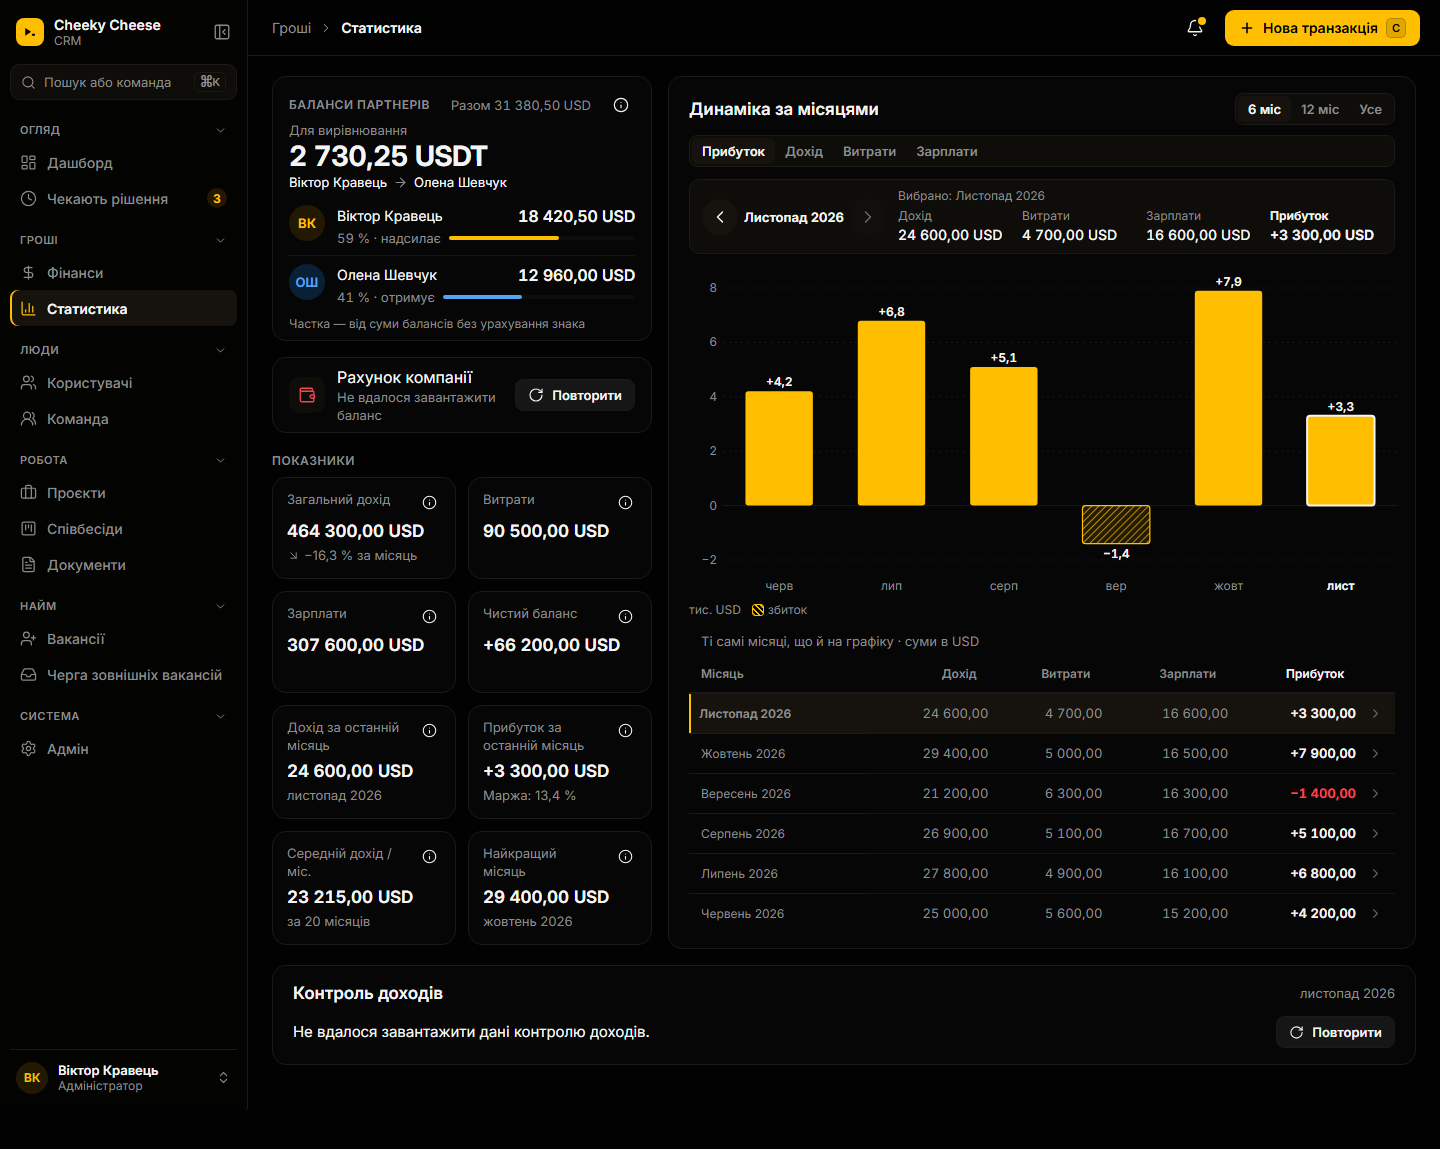 Cheeky Cheese
CRM
Пошук або команда ⌘K
ОГЛЯД
Дашборд
Чекають рішення 3
ГРОШІ
Фінанси
Статистика
ЛЮДИ
Користувачі
Команда
РОБОТА
Проєкти
Співбесіди
Документи
НАЙМ
Вакансії
Черга зовнішніх вакансій
СИСТЕМА
Адмін
ВК Віктор Кравець
Адміністратор
Гроші Статистика
Нова транзакція C
БАЛАНСИ ПАРТНЕРІВ Разом 31 380,50 USD
Для вирівнювання
2 730,25 USDT
Віктор Кравець → Олена Шевчук
ВК Віктор Кравець 18 420,50 USD
59 % · надсилає
ОШ Олена Шевчук 12 960,00 USD
41 % · отримує
Частка — від суми балансів без урахування знака
Рахунок компанії
Не вдалося завантажити
баланс
Повторити
ПОКАЗНИКИ
Загальний дохід
464 300,00 USD
−16,3 % за місяць
Витрати
90 500,00 USD
Зарплати
307 600,00 USD
Чистий баланс
+66 200,00 USD
Дохід за останній
місяць
24 600,00 USD
листопад 2026
Прибуток за
останній місяць
+3 300,00 USD
Маржа: 13,4 %
Середній дохід /
міс.
23 215,00 USD
за 20 місяців
Найкращий
місяць
29 400,00 USD
жовтень 2026
Динаміка за місяцями
6 міс 12 міс Усе
Прибуток Дохід Витрати Зарплати
Листопад 2026
Вибрано: Листопад 2026
Дохід Витрати Зарплати Прибуток
24 600,00 USD 4 700,00 USD 16 600,00 USD +3 300,00 USD
8
6
4
2
0
−2
+4,2
+6,8
+5,1
−1,4
+7,9
+3,3
черв лип серп вер жовт лист
тис. USD збиток
Ті самі місяці, що й на графіку · суми в USD
Місяць Дохід Витрати Зарплати Прибуток
Листопад 2026 24 600,00 4 700,00 16 600,00 +3 300,00
Жовтень 2026 29 400,00 5 000,00 16 500,00 +7 900,00
Вересень 2026 21 200,00 6 300,00 16 300,00 −1 400,00
Серпень 2026 26 900,00 5 100,00 16 700,00 +5 100,00
Липень 2026 27 800,00 4 900,00 16 100,00 +6 800,00
Червень 2026 25 000,00 5 600,00 15 200,00 +4 200,00
Контроль доходів листопад 2026
Не вдалося завантажити дані контролю доходів.
Повторити